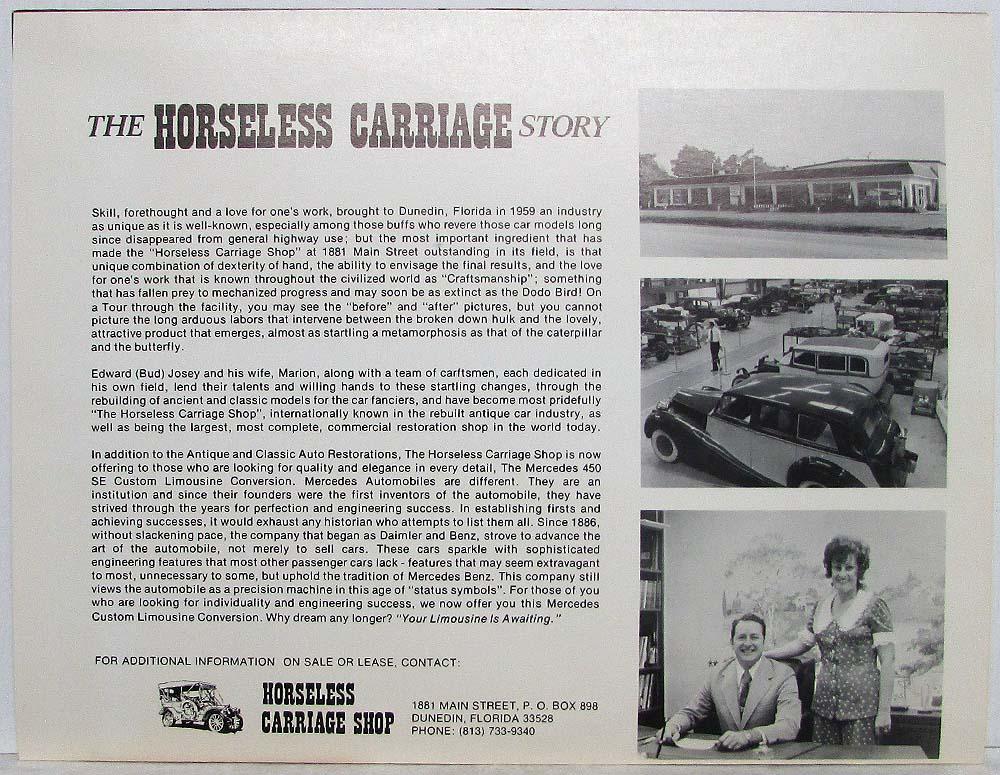 THE HORSELESS CARRIAGE STORY
Skill, forethought and a love for one's work, brought to Dunedin, Florida in 1959 an industry
as unique as it is well-known, especially among those buffs who revere those car models long
since disappeared from general highway use; but the most important ingredient that has
made the "Horseless Carriage Shop" at 1881 Main Street outstanding in its field, is that
unique combination of dexterity of hand, the ability to envisage the final results, and the love
for one's work that is known throughout the civilized world as "Craftsmanship"; something
that has fallen prey to mechanized progress and may soon be as extinct as the Dodo Bird! On
a Tour through the facility, you may see the "before" and "after" pictures, but you cannot
picture the long arduous labors that intervene between the broken down hulk and the lovely,
attractive product that emerges, almost as startling a metamorphosis as that of the caterpillar
and the butterfly.
Edward (Bud) Josey and his wife, Marion, along with a team of carftsmen, each dedicated in
his own field, lend their talents and willing hands to these startling changes, through the
rebuilding of ancient and classic models for the car fanciers, and have become most pridefully
"The Horseless Carriage Shop", internationally known in the rebuilt antique car industry, as
well as being the largest, most complete, commercial restoration shop in the world today.
In addition to the Antique and Classic Auto Restorations, The Horseless Carriage Shop is now
offering to those who are looking for quality and elegance in every detail, The Mercedes 450
SE Custom Limousine Conversion. Mercedes Automobiles are different. They are an
institution and since their founders were the first inventors of the automobile, they have
strived through the years for perfection and engineering success. In establishing firsts and
achieving successes, it would exhaust any historian who attempts to list them all. Since 1886,
without slackening pace, the company that began as Daimler and Benz, strove to advance the
art of the automobile, not merely to sell cars. These cars sparkle with sophisticated
engineering features that most other passenger cars lack - features that may seem extravagant
to most, unnecessary to some, but uphold the tradition of Mercedes Benz. This company still
views the automobile as a precision machine in this age of "status symbols". For those of you
who are looking for individuality and engineering success, we now offer you this Mercedes
Custom Limousine Conversion. Why dream any longer? "Your Limousine Is Awaiting."
FOR ADDITIONAL INFORMATION ON SALE OR LEASE, CONTACT:
HORSELESS
CARRIAGE SHOP
1881 MAIN STREET, P. O. BOX 898
DUNEDIN, FLORIDA 33528
PHONE: (813) 733-9340